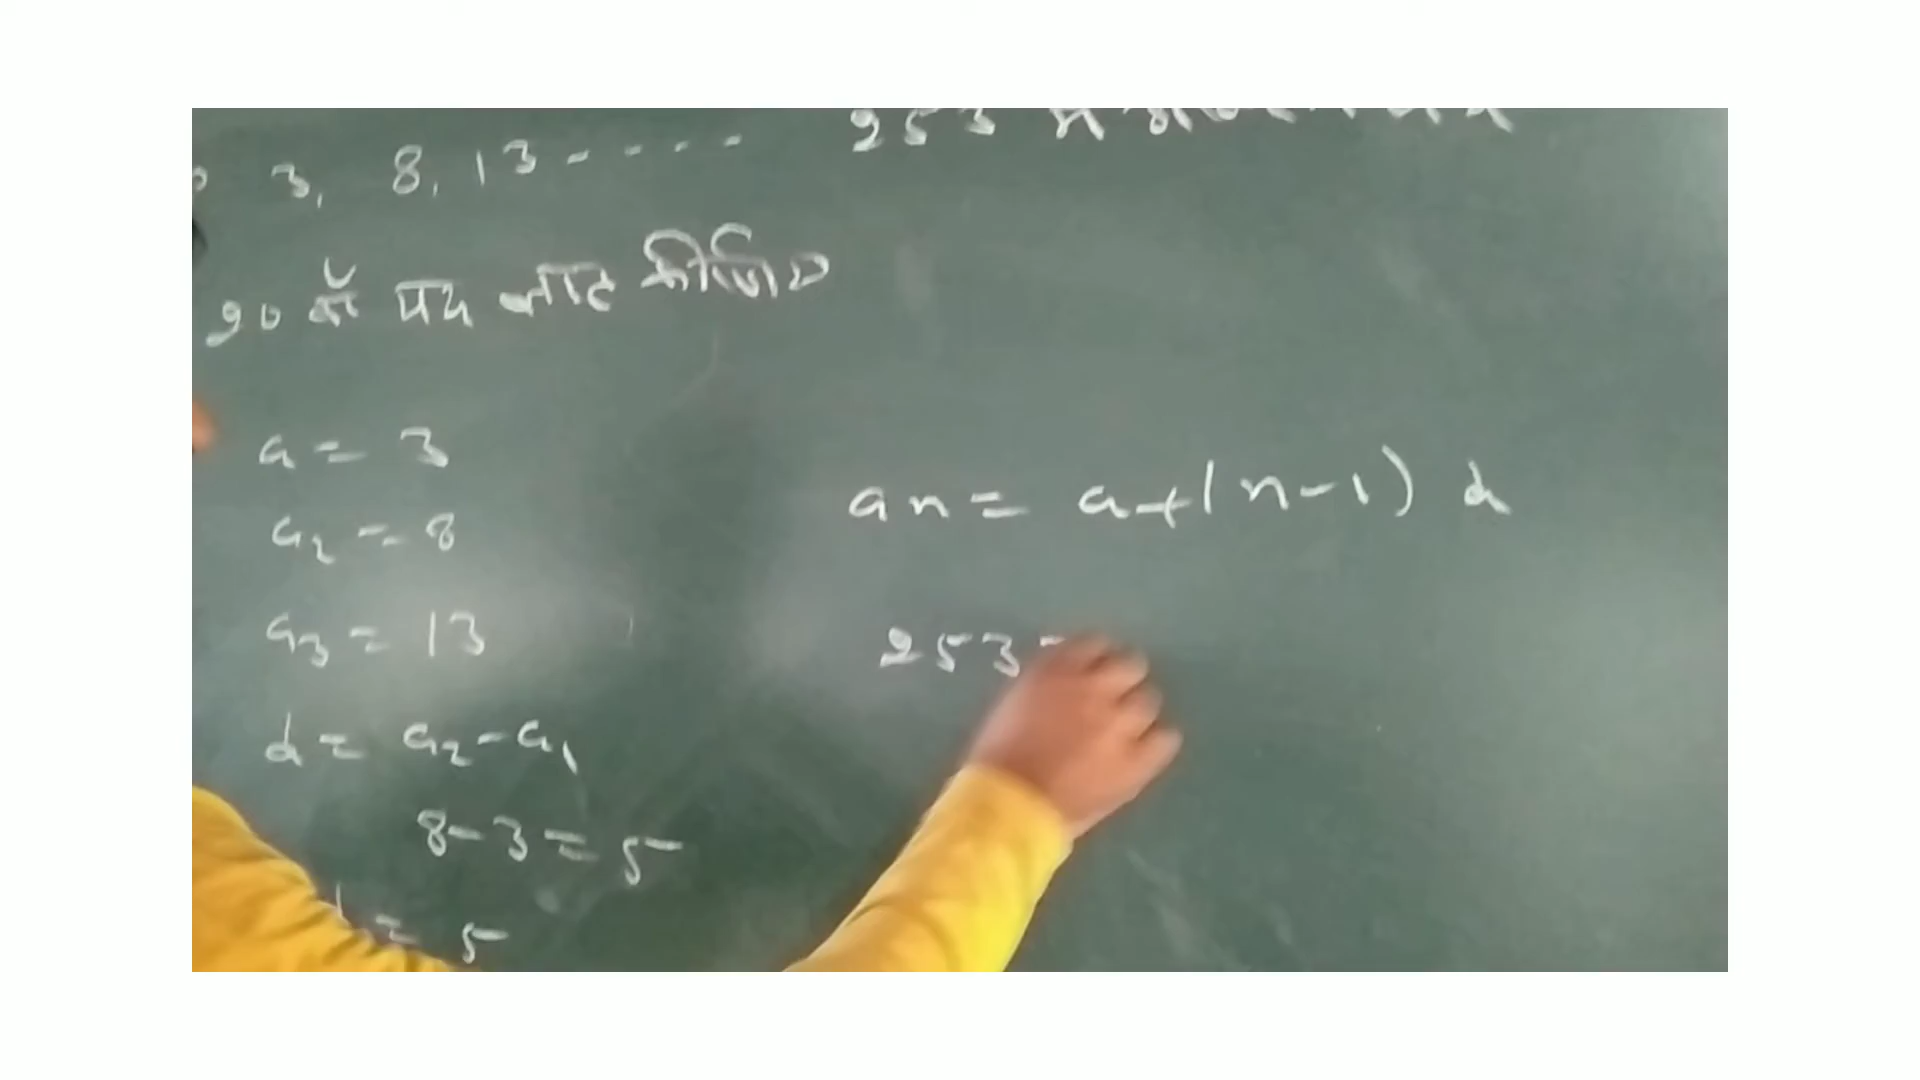 3, 8, 13 - - - - 253 में
20 वाँ पद ज्ञात कीजिए
a = 3
a2 = 8
a3 = 13
d = a2 - a1
8 - 3 = 5
d = 5
an = a + (n - 1) d
253 =